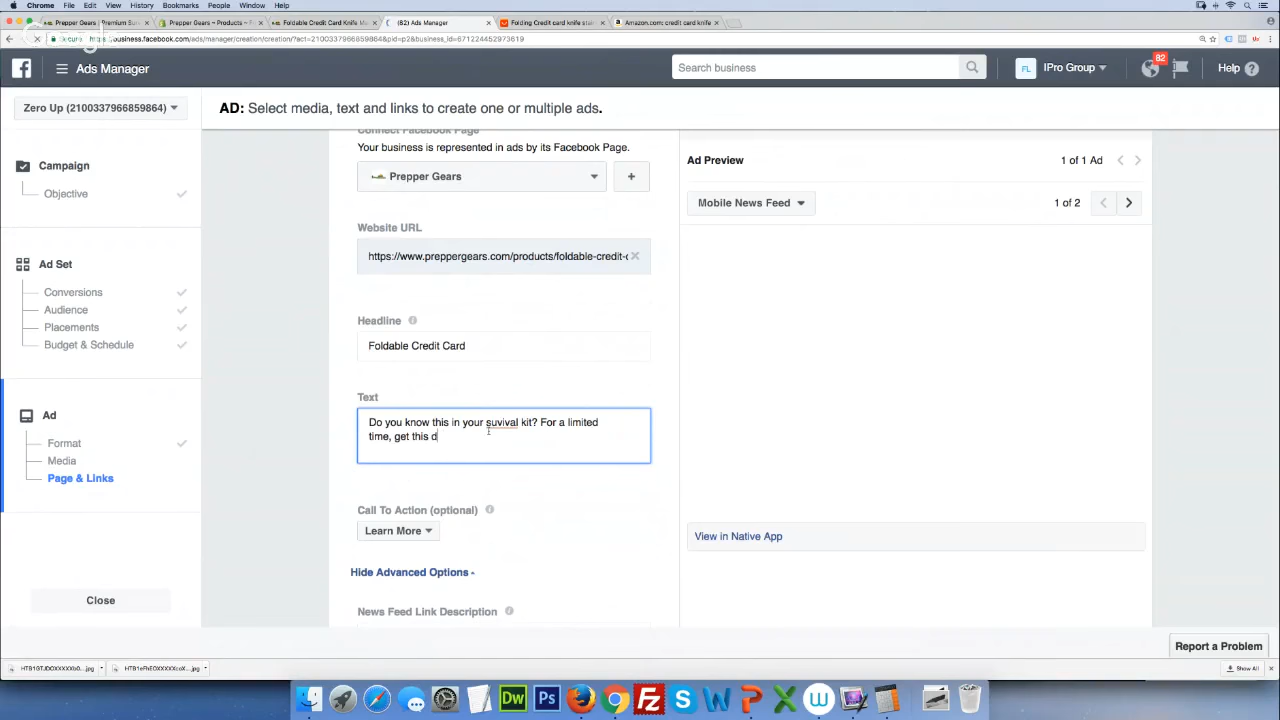 Chrome File Edit View History Bookmarks People Window Help
Prepper Gears | Premium Sur
Prepper Gears ~ Products ~ P
Foldable Credit Card Knife M
(82) Ads Manager
Folding Credit card knife stai
Amazon.com: credit card knife
https://business.facebook.com/ads/manager/creation/creation/?act=2100337966859864&pid=p2&business_id=671224452973619
Ads Manager
Search business
FL
IPro Group
82
Help
Zero Up (2100337966859864)
AD: Select media, text and links to create one or multiple ads.
Campaign
Objective
Ad Set
Conversions
Audience
Placements
Budget & Schedule
Ad
Format
Media
Page & Links
Close
Connect Facebook Page
Your business is represented in ads by its Facebook Page.
Prepper Gears
+
Website URL
https://www.preppergears.com/products/foldable-credit-c
Headline
Foldable Credit Card
Text
Do you know this in your suvival kit? For a limited
time, get this d
Call To Action (optional)
Learn More
Hide Advanced Options
News Feed Link Description
Ad Preview
1 of 1 Ad
Mobile News Feed
1 of 2
View in Native App
Report a Problem
Show All
Dw
Ps
Fz